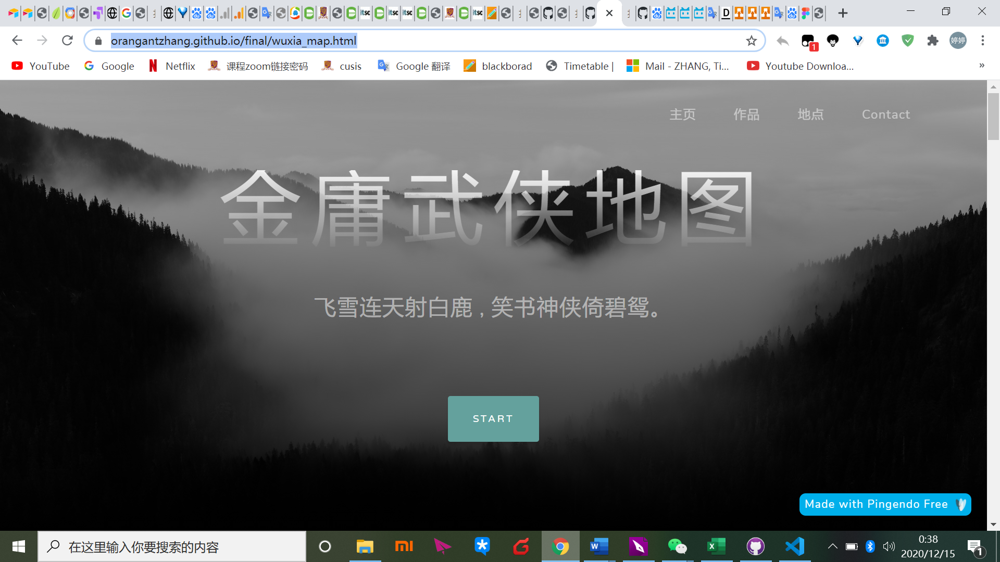 orangantzhang.github.io/final/wuxia_map.html
1
婷婷
YouTube
Google
Netflix
课程zoom链接密码
cusis
Google 翻译
blackborad
Timetable |
Mail - ZHANG, Ti...
Youtube Downloa...
»
主页
作品
地点
Contact
金庸武侠地图
飞雪连天射白鹿，笑书神侠倚碧鸳。
START
Made with Pingendo Free
在这里输入你要搜索的内容
0:38
2020/12/15
1